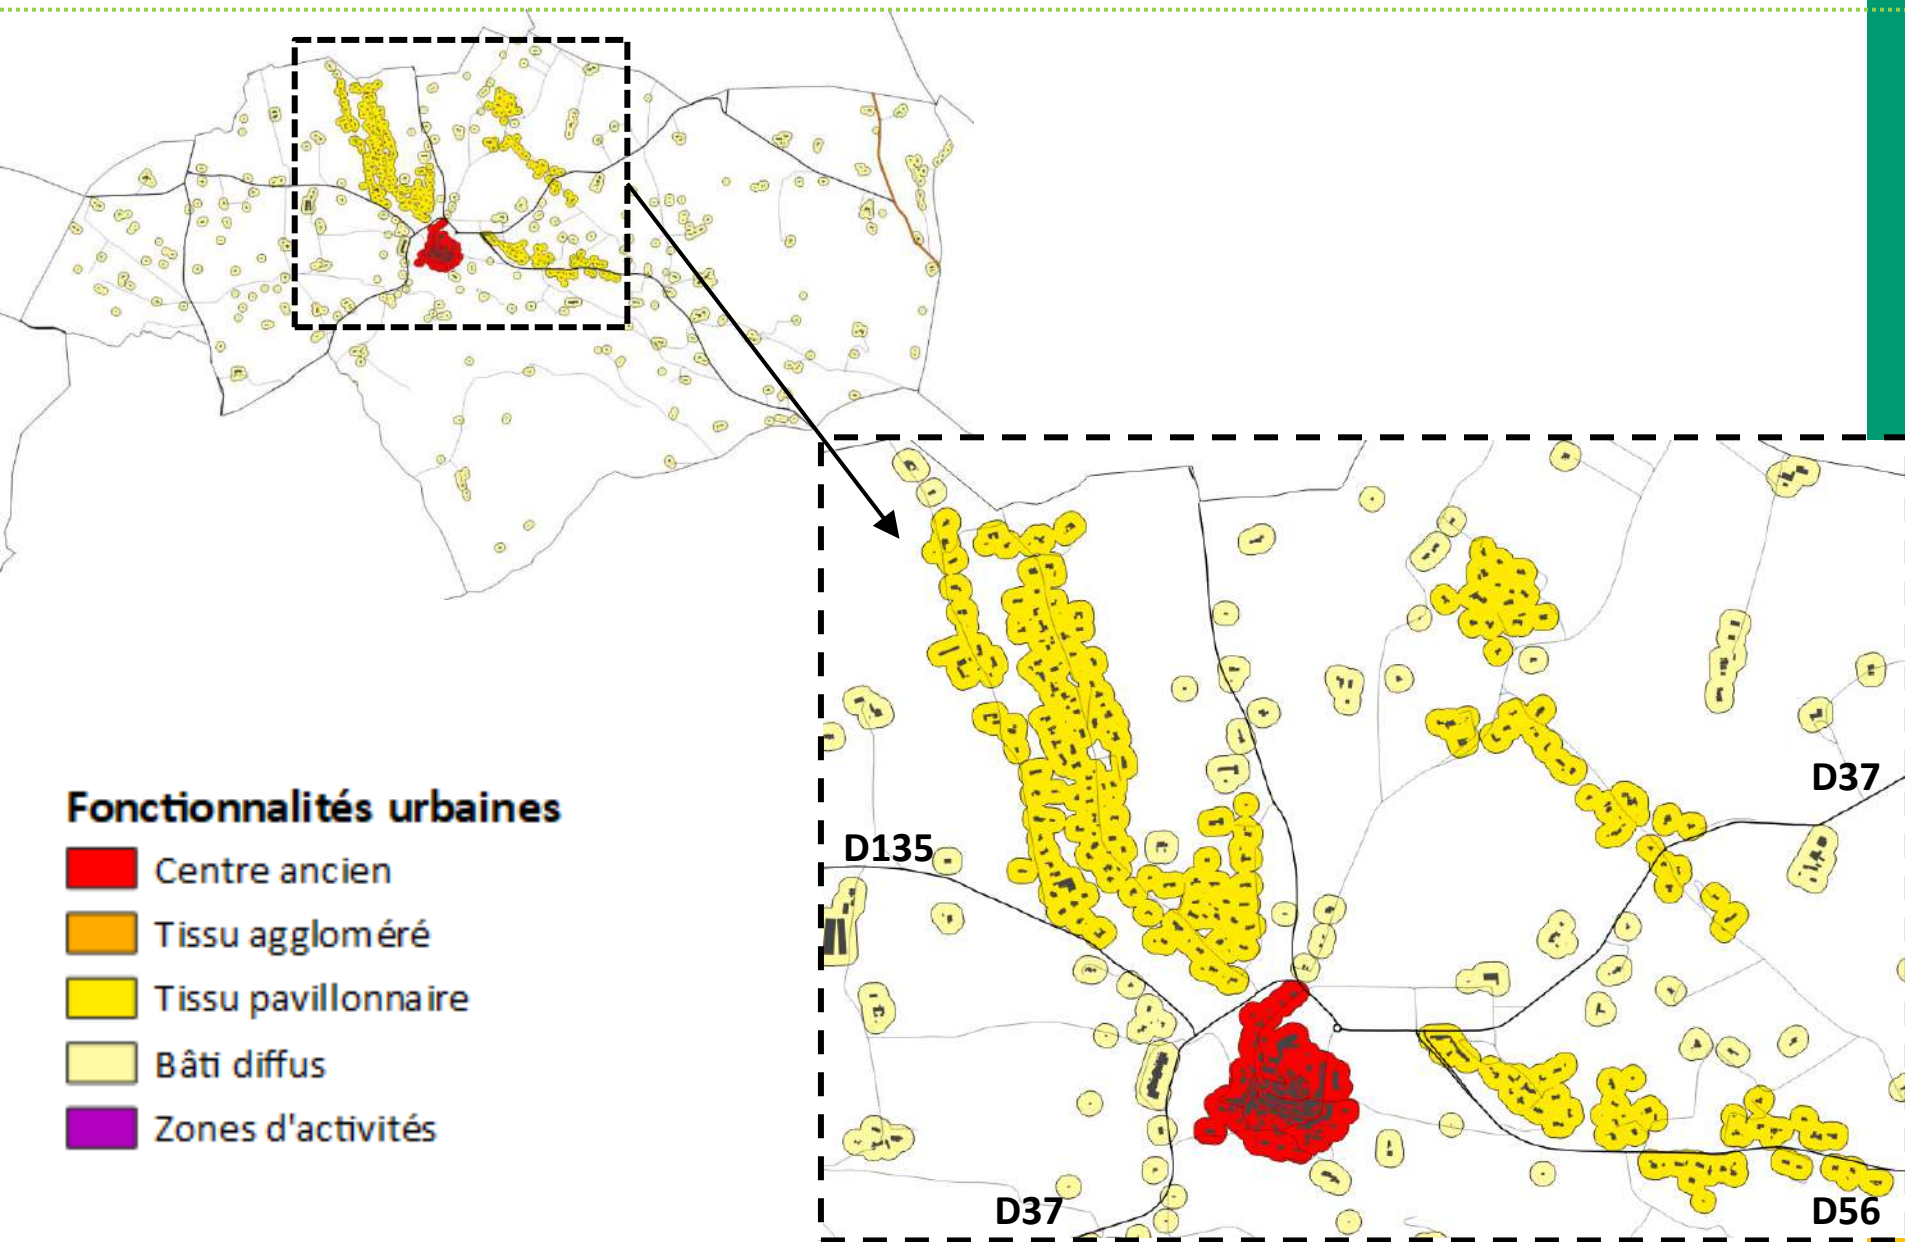 Fonctionnalités urbaines
Centre ancien
Tissu aggloméré
Tissu pavillonnaire
Bâti diffus
Zones d'activités
D37
D135
D37
D56